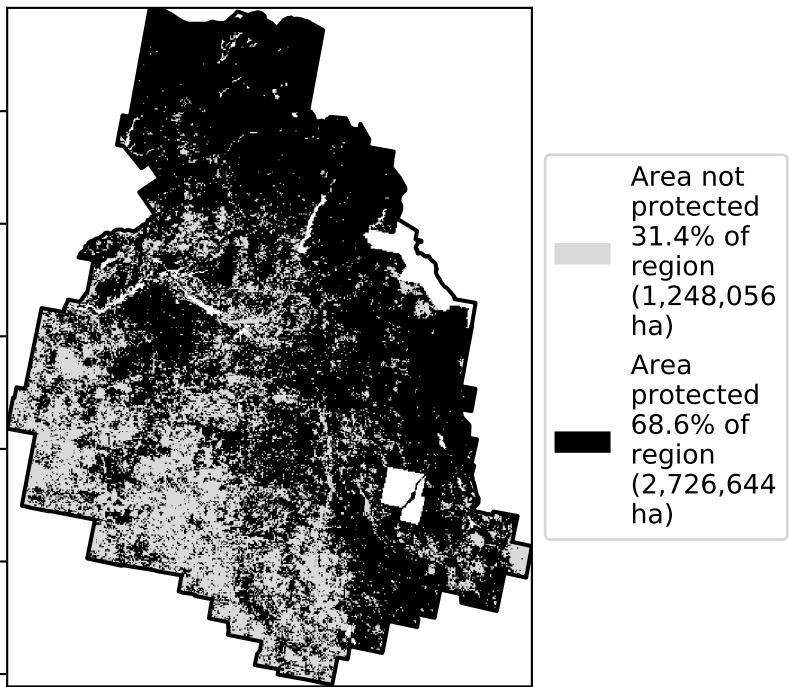 Area not
protected
31.4% of
region
(1,248,056
ha)
Area
protected
68.6% of
region
(2,726,644
ha)